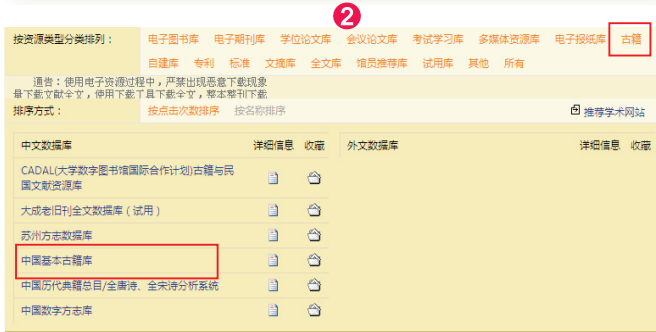 2
按资源类型分类排列： 电子图书库 电子期刊库 学位论文库 会议论文库 考试学习库 多媒体资源库 电子报纸库 古籍
自建库 专利 标准 文摘库 全文库 馆员推荐库 试用库 其他 所有
通告：使用电子资源过程中，严禁出现恶意下载现象
量下载文献全文，使用下载工具下载全文，整本整刊下载
排序方式： 按点击次数排序 按名称排序 推荐学术网站
中文数据库 详细信息 收藏 外文数据库 详细信息 收藏
CADAL(大学数字图书馆国际合作计划)古籍与民
国文献资源库
大成老旧刊全文数据库（试用）
苏州方志数据库
中国基本古籍库
中国历代典籍总目/全唐诗、全宋诗分析系统
中国数字方志库